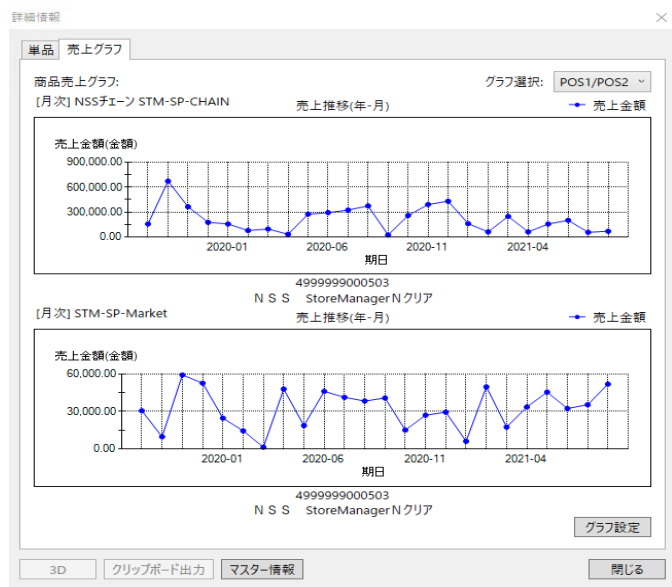 詳細情報
単品 売上グラフ
商品売上グラフ: グラフ選択: POS1/POS2
[月次] NSSチェーン STM-SP-CHAIN 売上推移(年-月) 売上金額
売上金額(金額)
900,000.00
600,000.00
300,000.00
0.00
2020-01 2020-06 2020-11 2021-04
期日
4999999000503
ＮＳＳ　StoreManagerＮクリア
[月次] STM-SP-Market 売上推移(年-月) 売上金額
売上金額(金額)
60,000.00
30,000.00
0.00
2020-01 2020-06 2020-11 2021-04
期日
4999999000503
ＮＳＳ　StoreManagerＮクリア
グラフ設定
3D クリップボード出力 マスター情報 閉じる